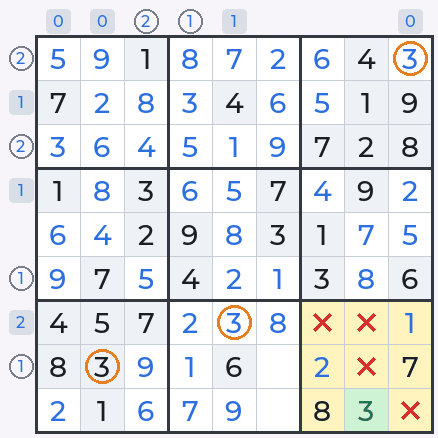 0 0 2 1 1 0
2 5 9 1 8 7 2 6 4 3
1 7 2 8 3 4 6 5 1 9
2 3 6 4 5 1 9 7 2 8
1 1 8 3 6 5 7 4 9 2
6 4 2 9 8 3 1 7 5
1 9 7 5 4 2 1 3 8 6
2 4 5 7 2 3 8 × × 1
1 8 3 9 1 6 2 × 7
2 1 6 7 9 8 3 ×